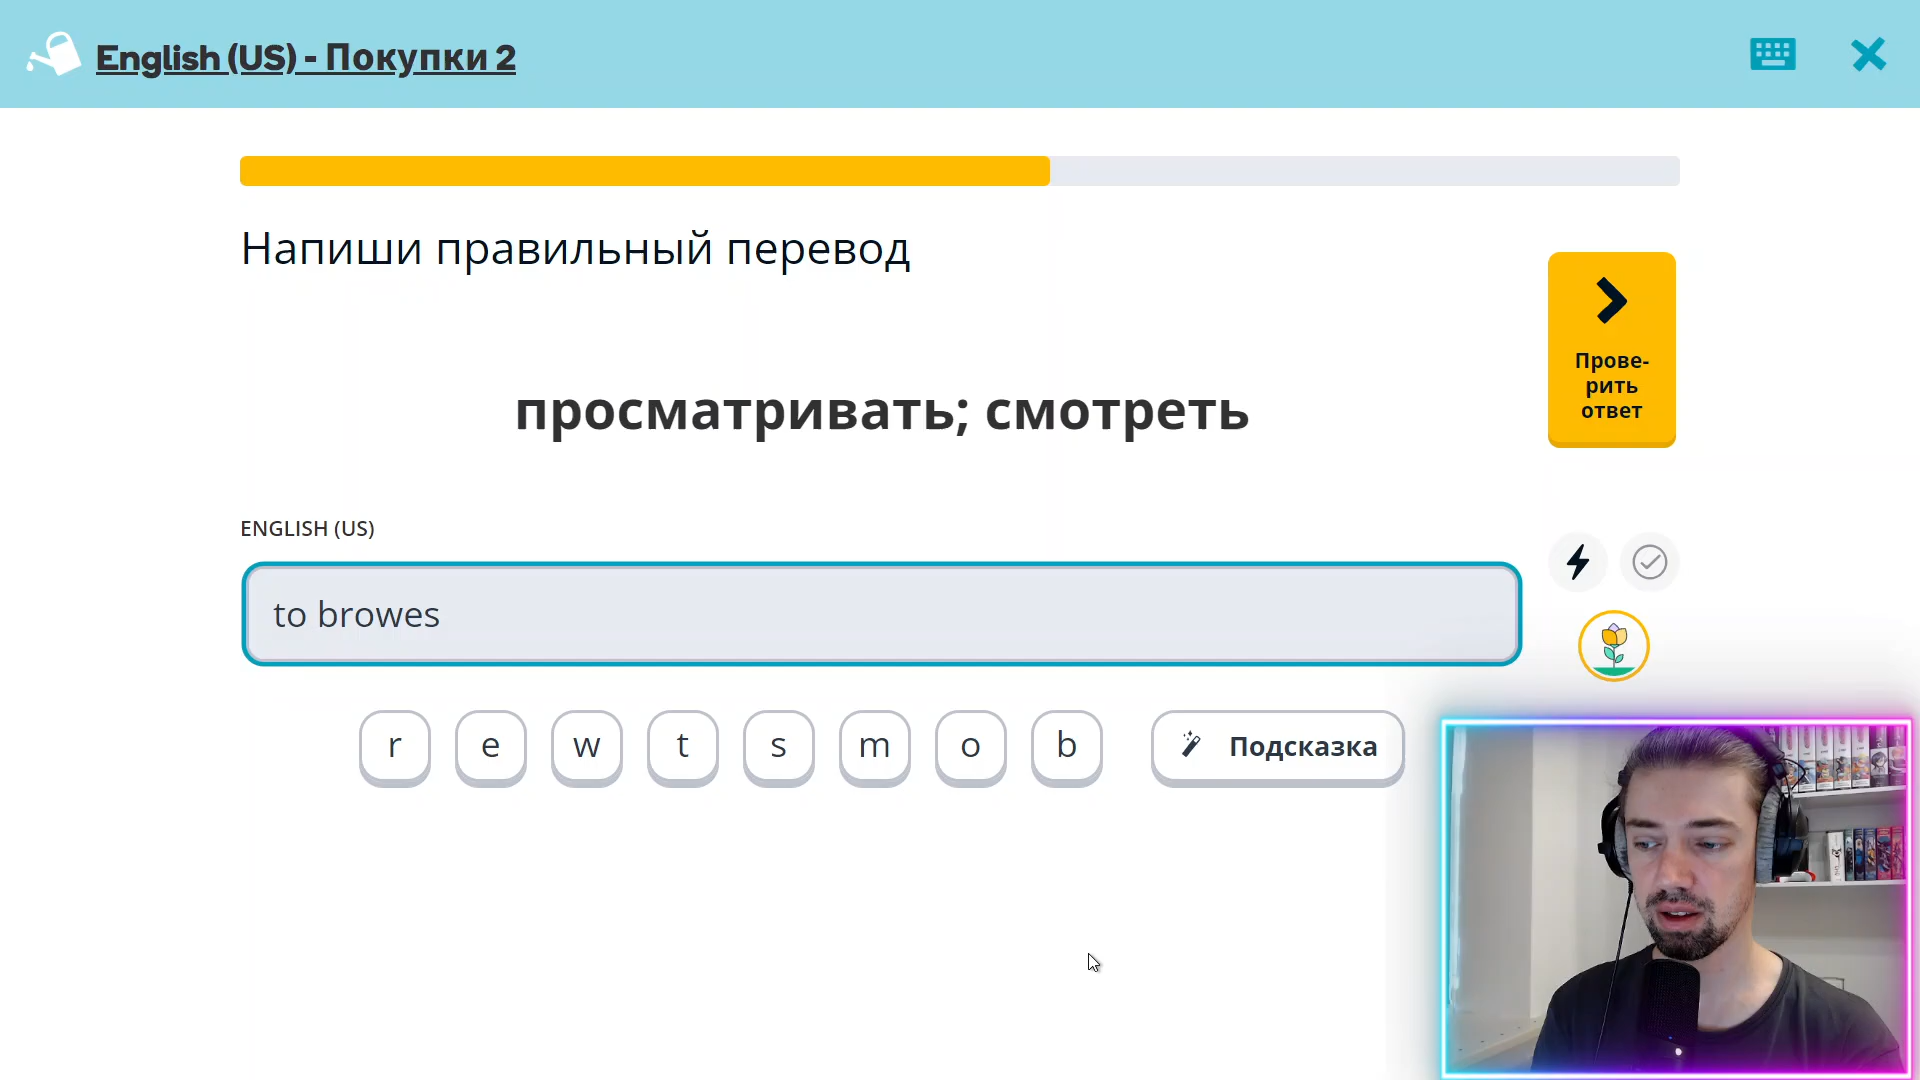 English (US) - Покупки 2
Напиши правильный перевод
Прове-
рить
ответ
просматривать; смотреть
ENGLISH (US)
to browes
r e w t s m o b Подсказка